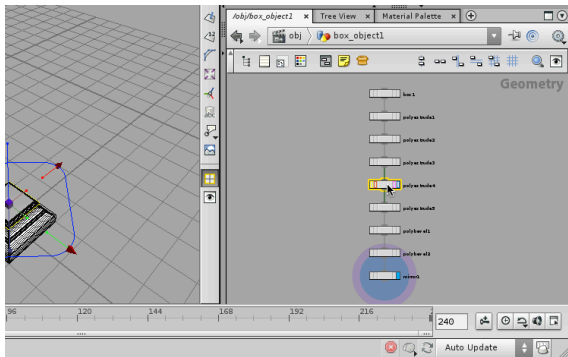 /obj/box_object1 × Tree View × Material Palette ×
obj box_object1
Geometry
box1
polyextrude1
polyextrude2
polyextrude3
polyextrude4
polyextrude5
polybevel1
polybevel2
mirror1
96 120 144 168 192 216 2
240
Auto Update